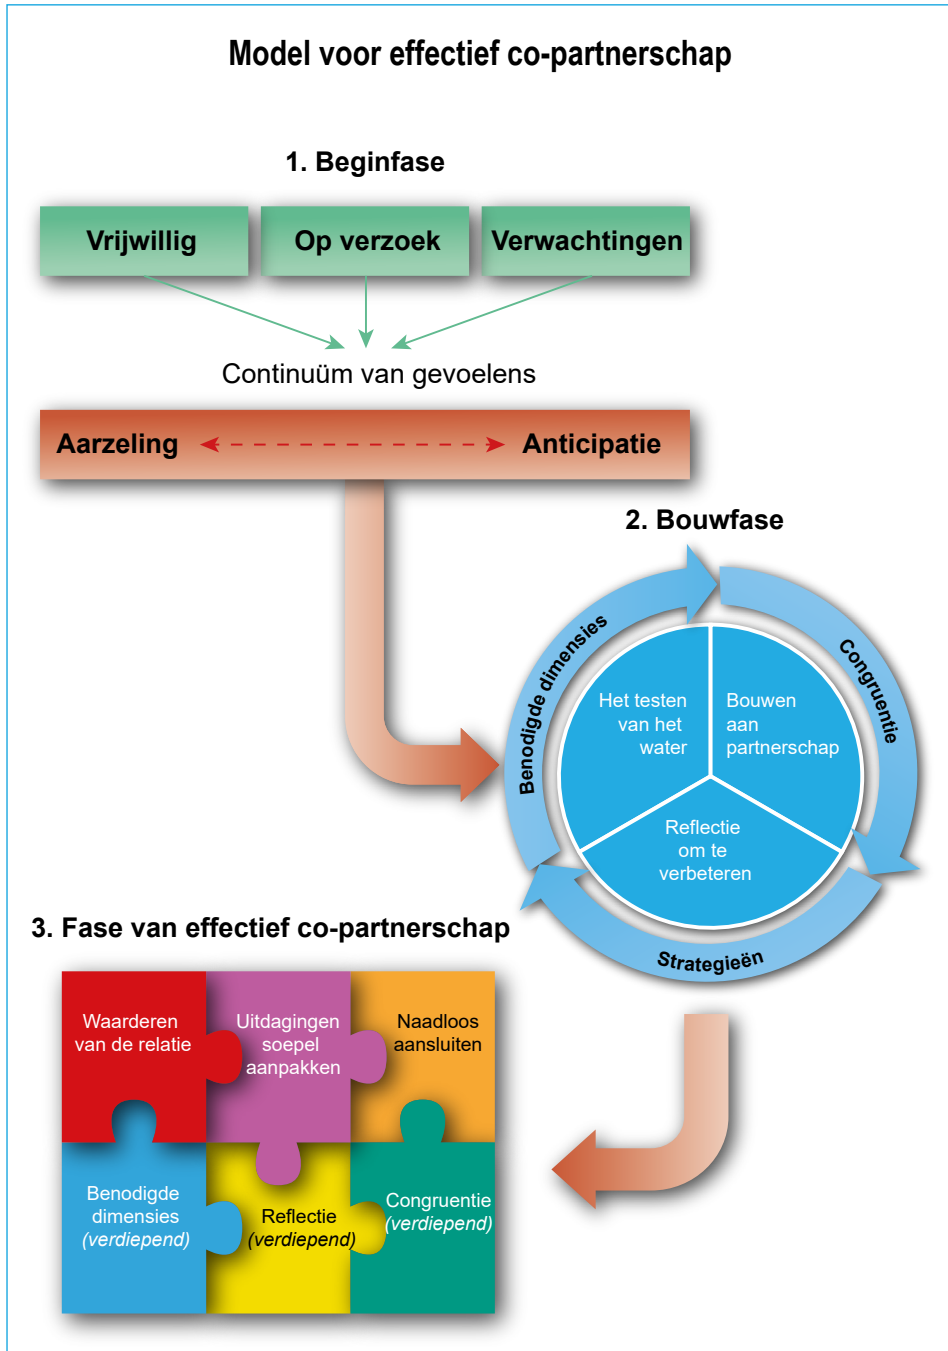 Model voor effectief co-partnerschap
1. Beginfase
Vrijwillig
Op verzoek
Verwachtingen
Continuüm van gevoelens
Aarzeling
Anticipatie
2. Bouwfase
Benodigde dimensies
Congruentie
Strategieën
Het testen
van het
water
Bouwen
aan
partnerschap
Reflectie
om te
verbeteren
3. Fase van effectief co-partnerschap
Waarderen
van de relatie
Uitdagingen
soepel
aanpakken
Naadloos
aansluiten
Benodigde
dimensies
(verdiepend)
Reflectie
(verdiepend)
Congruentie
(verdiepend)